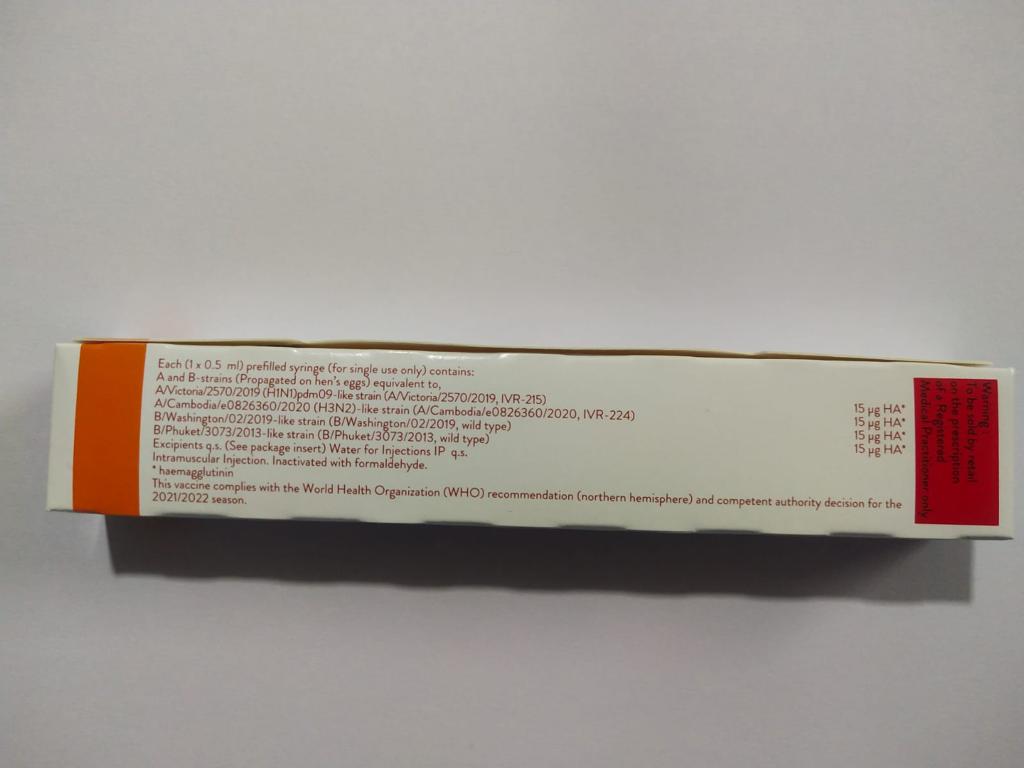 Each (1 x 0.5 ml) prefilled syringe (for single use only) contains:
A and B-strains (Propagated on hen's eggs) equivalent to,
A/Victoria/2570/2019 (H1N1)pdm09-like strain (A/Victoria/2570/2019, IVR-215) 15 µg HA*
A/Cambodia/e0826360/2020 (H3N2)-like strain (A/Cambodia/e0826360/2020, IVR-224) 15 µg HA*
B/Washington/02/2019-like strain (B/Washington/02/2019, wild type) 15 µg HA*
B/Phuket/3073/2013-like strain (B/Phuket/3073/2013, wild type) 15 µg HA*
Excipients q.s. (See package insert) Water for Injections IP q.s.
Intramuscular Injection. Inactivated with formaldehyde.
* haemagglutinin
This vaccine complies with the World Health Organization (WHO) recommendation (northern hemisphere) and competent authority decision for the
2021/2022 season.
Warning :
To be sold by retail
on the prescription
of a Registered
Medical Practitioner only